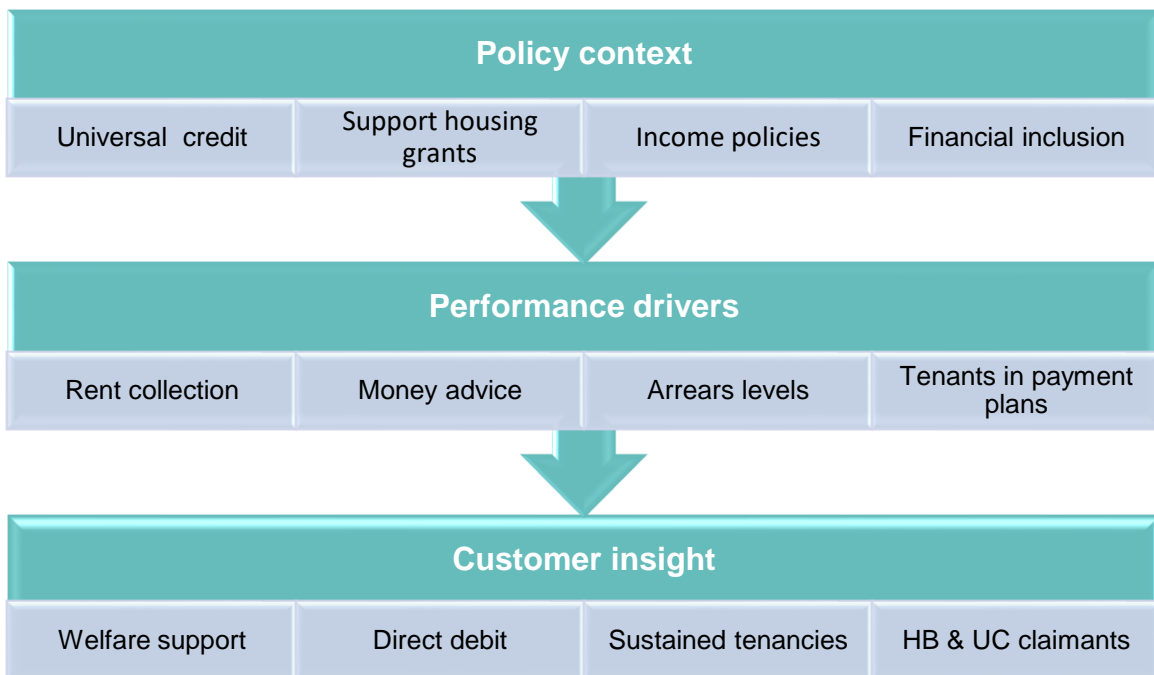 Policy context
Universal  credit
Support housing
grants
Income policies
Financial inclusion
Performance drivers
Rent collection
Money advice
Arrears levels
Tenants in payment
plans
Customer insight
Welfare support
Direct debit
Sustained tenancies
HB & UC claimants